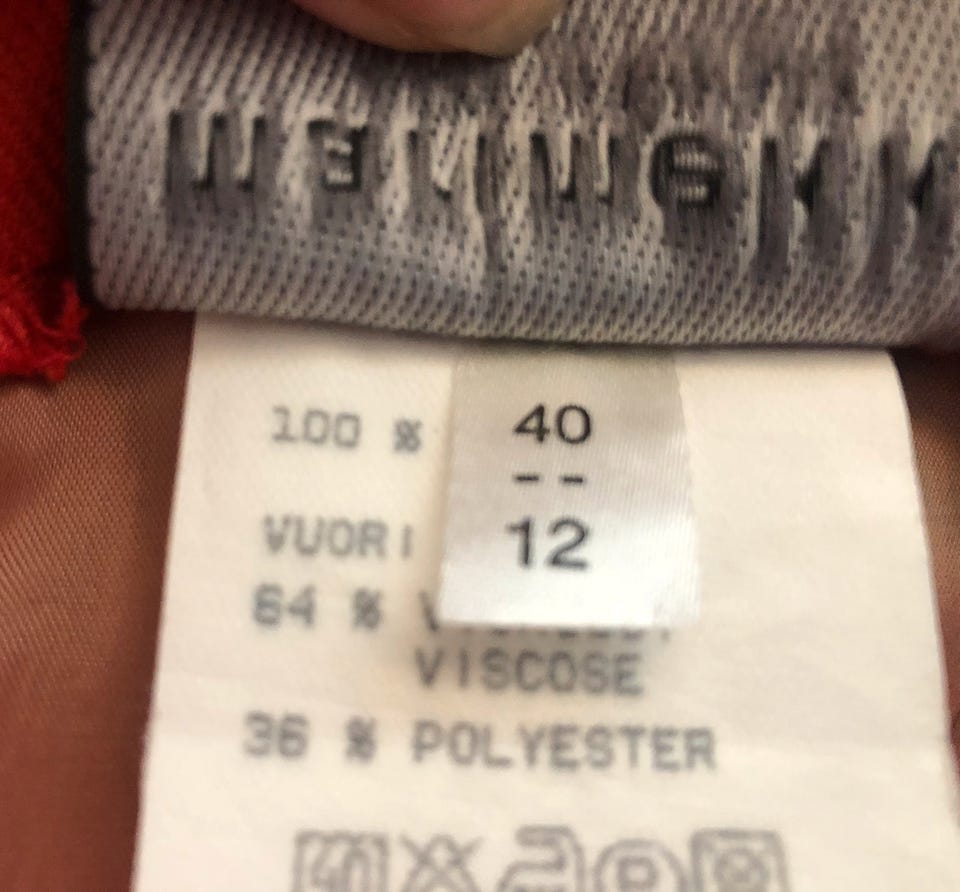 100 %
40
--
12
VUORI
64 %
VISCOSE
36 % POLYESTER